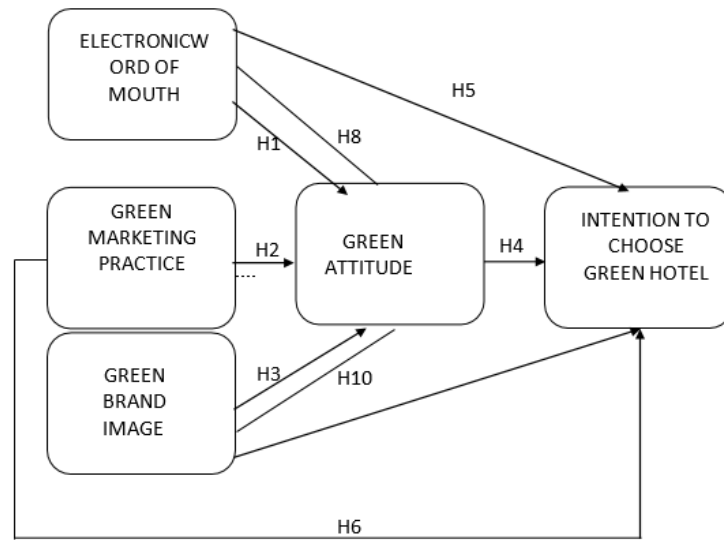 ELECTRONICW
ORD OF
MOUTH
H5
H8
H1
GREEN
MARKETING
PRACTICE
H2
GREEN
ATTITUDE
H4
INTENTION TO
CHOOSE
GREEN HOTEL
H3
H10
GREEN
BRAND
IMAGE
H6